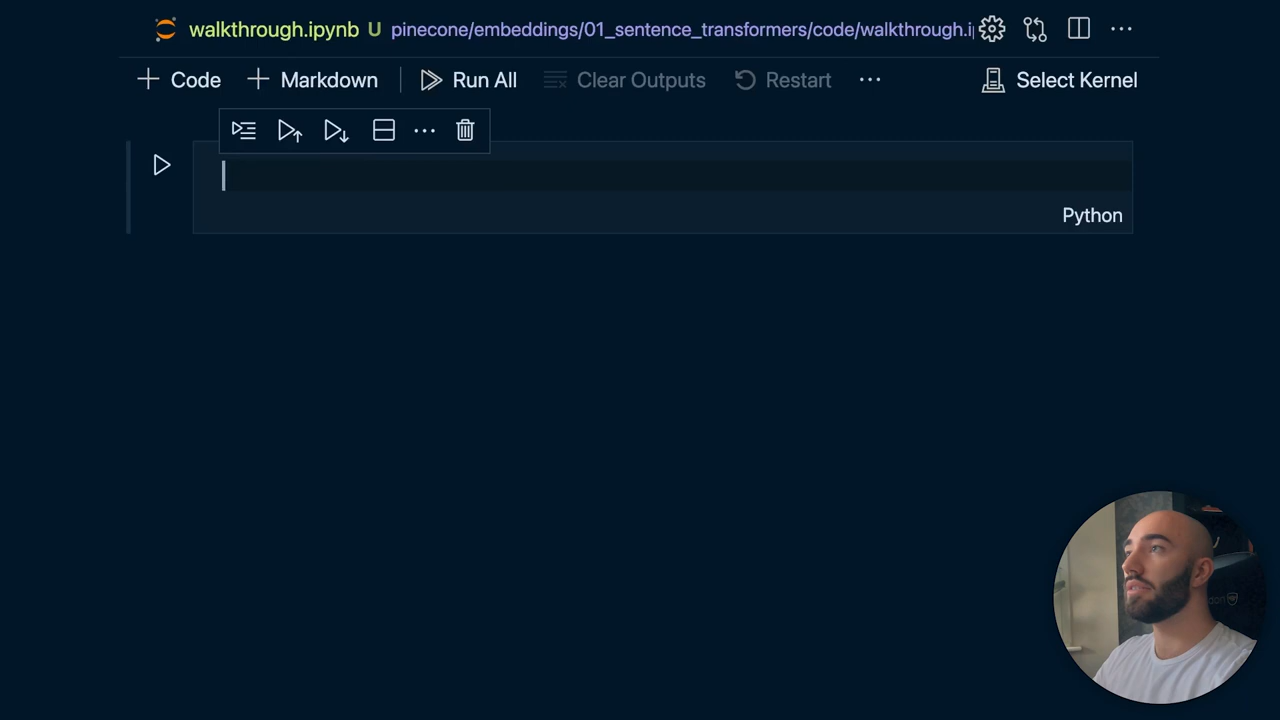 walkthrough.ipynb U pinecone/embeddings/01_sentence_transformers/code/walkthrough.i
Code Markdown Run All Clear Outputs Restart ··· Select Kernel
Python